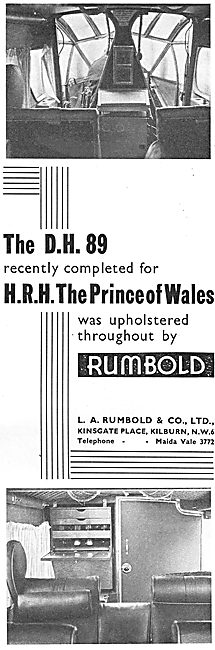 The D.H. 89
recently completed for
H.R.H. The Prince of Wales
was upholstered
throughout by
RUMBOLD
L. A. RUMBOLD & CO., LTD.,
KINSGATE PLACE, KILBURN, N.W.6
Telephone - - Maida Vale 3772